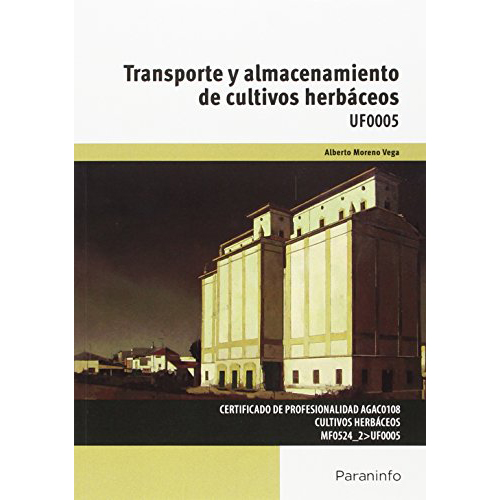 Transporte y almacenamiento
de cultivos herbáceos
UF0005
Alberto Moreno Vega
CERTIFICADO DE PROFESIONALIDAD AGAC0108
CULTIVOS HERBÁCEOS
MF0524_2>UF0005
Paraninfo